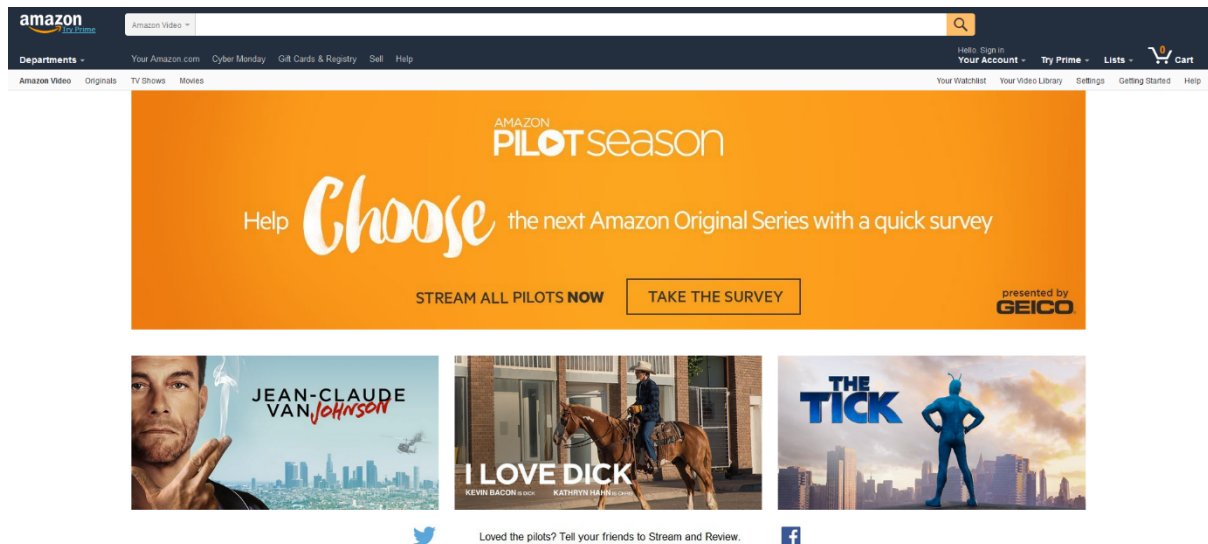 amazon
Try Prime
Amazon Video
Departments
Your Amazon.com Cyber Monday Gift Cards & Registry Sell Help
Hello. Sign in
Your Account Try Prime Lists 0 Cart
Amazon Video Originals TV Shows Movies
Your Watchlist Your Video Library Settings Getting Started Help
AMAZON
PILOT season
Help Choose the next Amazon Original Series with a quick survey
STREAM ALL PILOTS NOW TAKE THE SURVEY
presented by
GEICO
JEAN-CLAUDE
VAN JOHNSON
I LOVE DICK
KEVIN BACON IS DICK KATHRYN HAHN IS CHRIS
THE
TICK
Loved the pilots? Tell your friends to Stream and Review.